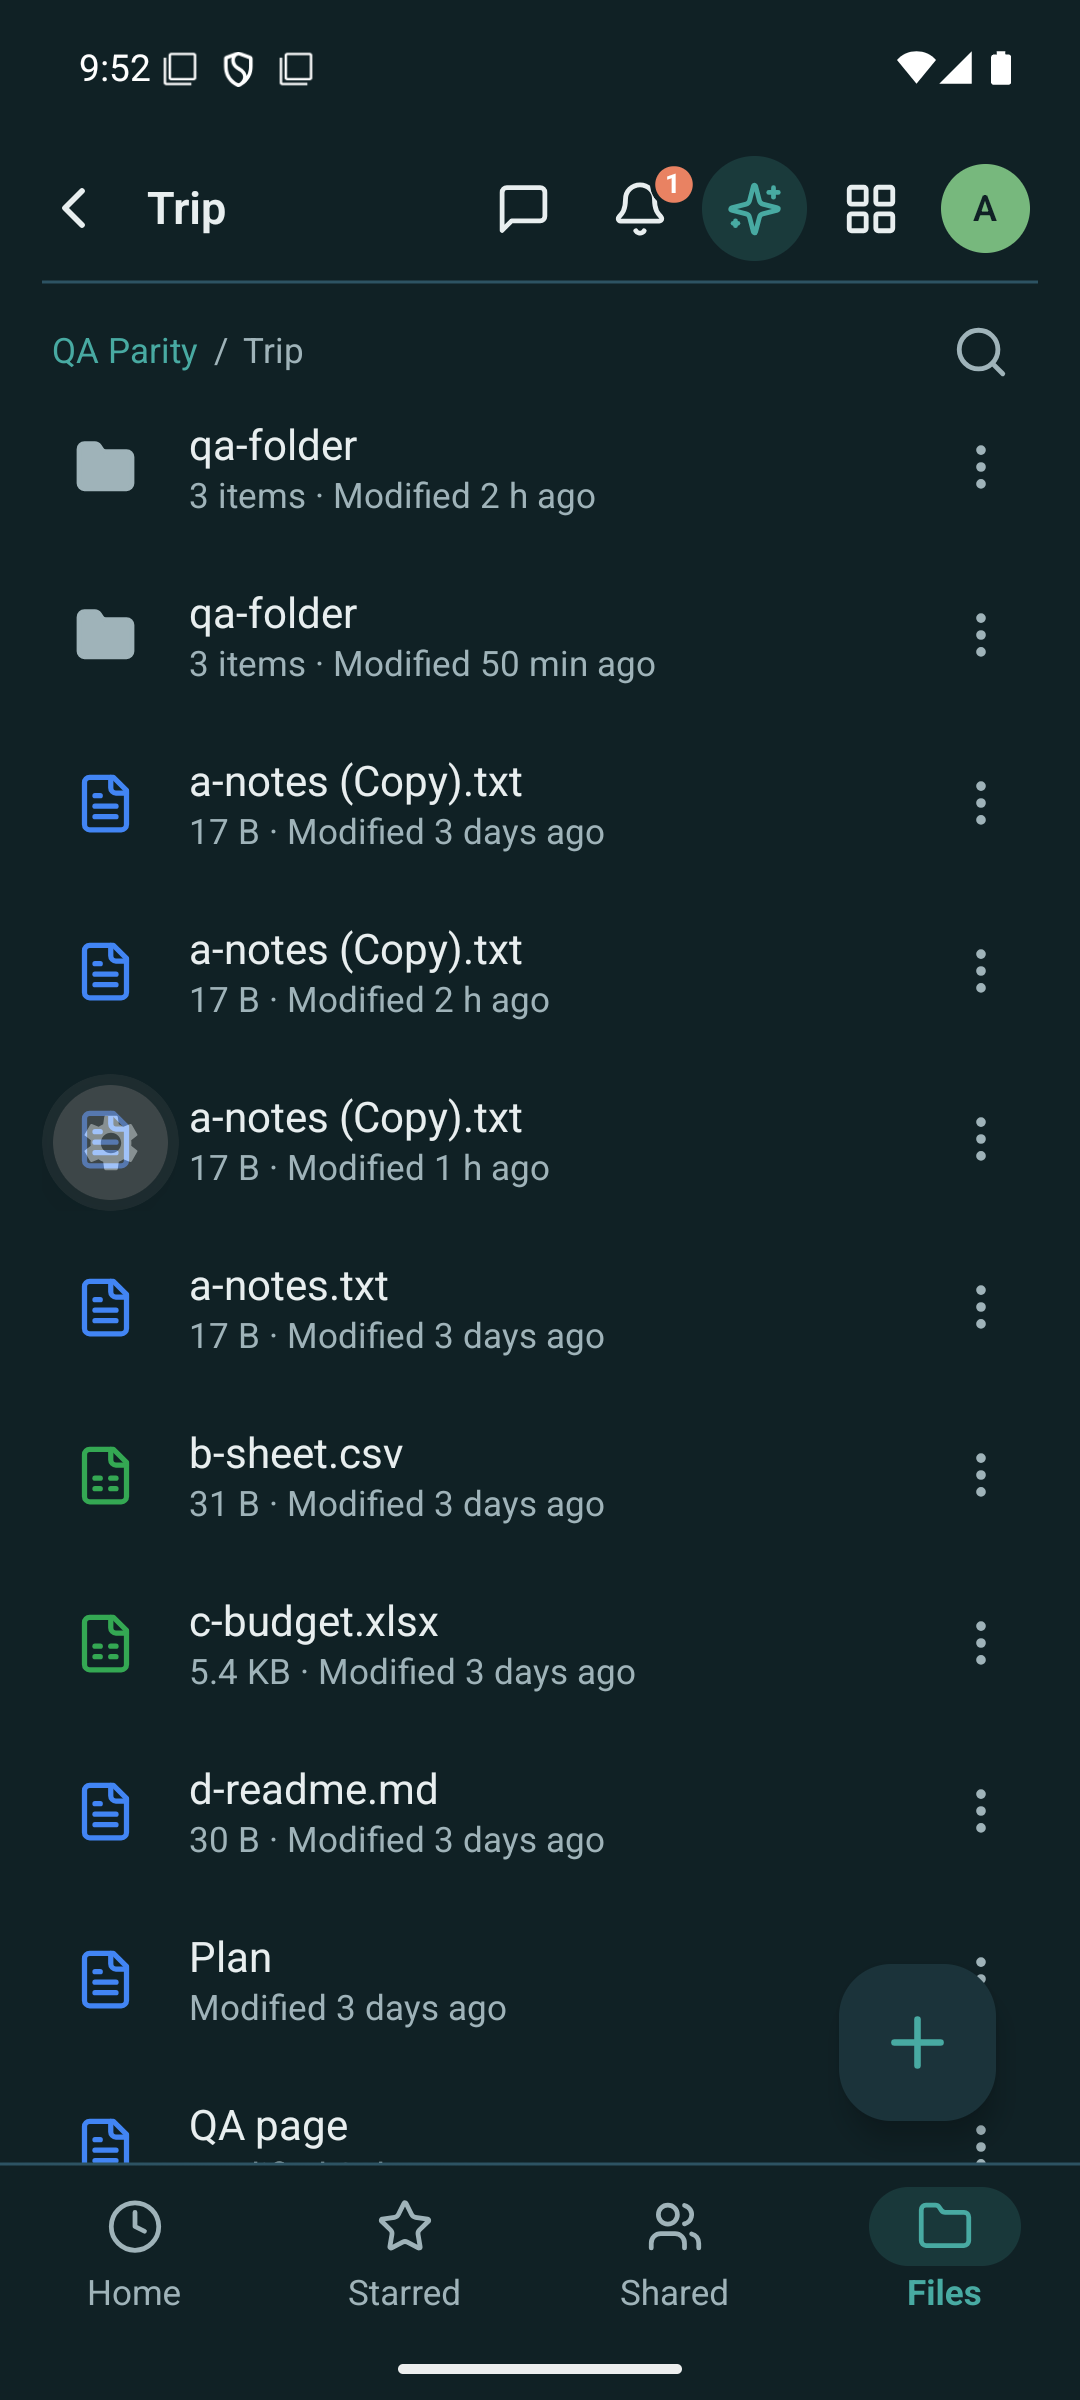 9:52
Trip
1
A
QA Parity / Trip
qa-folder
3 items · Modified 2 h ago
qa-folder
3 items · Modified 50 min ago
a-notes (Copy).txt
17 B · Modified 3 days ago
a-notes (Copy).txt
17 B · Modified 2 h ago
a-notes (Copy).txt
17 B · Modified 1 h ago
a-notes.txt
17 B · Modified 3 days ago
b-sheet.csv
31 B · Modified 3 days ago
c-budget.xlsx
5.4 KB · Modified 3 days ago
d-readme.md
30 B · Modified 3 days ago
Plan
Modified 3 days ago
QA page
Home
Starred
Shared
Files